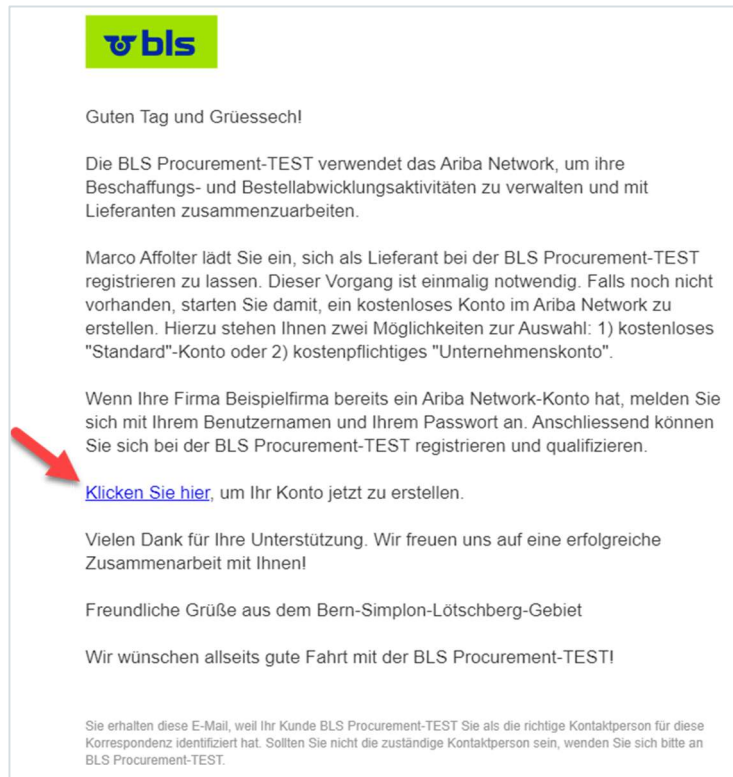 bls
Guten Tag und Grüessech!
Die BLS Procurement-TEST verwendet das Ariba Network, um ihre
Beschaffungs- und Bestellabwicklungsaktivitäten zu verwalten und mit
Lieferanten zusammenzuarbeiten.
Marco Affolter lädt Sie ein, sich als Lieferant bei der BLS Procurement-TEST
registrieren zu lassen. Dieser Vorgang ist einmalig notwendig. Falls noch nicht
vorhanden, starten Sie damit, ein kostenloses Konto im Ariba Network zu
erstellen. Hierzu stehen Ihnen zwei Möglichkeiten zur Auswahl: 1) kostenloses
"Standard"-Konto oder 2) kostenpflichtiges "Unternehmenskonto".
Wenn Ihre Firma Beispielfirma bereits ein Ariba Network-Konto hat, melden Sie
sich mit Ihrem Benutzernamen und Ihrem Passwort an. Anschliessend können
Sie sich bei der BLS Procurement-TEST registrieren und qualifizieren.
Klicken Sie hier, um Ihr Konto jetzt zu erstellen.
Vielen Dank für Ihre Unterstützung. Wir freuen uns auf eine erfolgreiche
Zusammenarbeit mit Ihnen!
Freundliche Grüße aus dem Bern-Simplon-Lötschberg-Gebiet
Wir wünschen allseits gute Fahrt mit der BLS Procurement-TEST!
Sie erhalten diese E-Mail, weil Ihr Kunde BLS Procurement-TEST Sie als die richtige Kontaktperson für diese
Korrespondenz identifiziert hat. Sollten Sie nicht die zuständige Kontaktperson sein, wenden Sie sich bitte an
BLS Procurement-TEST.